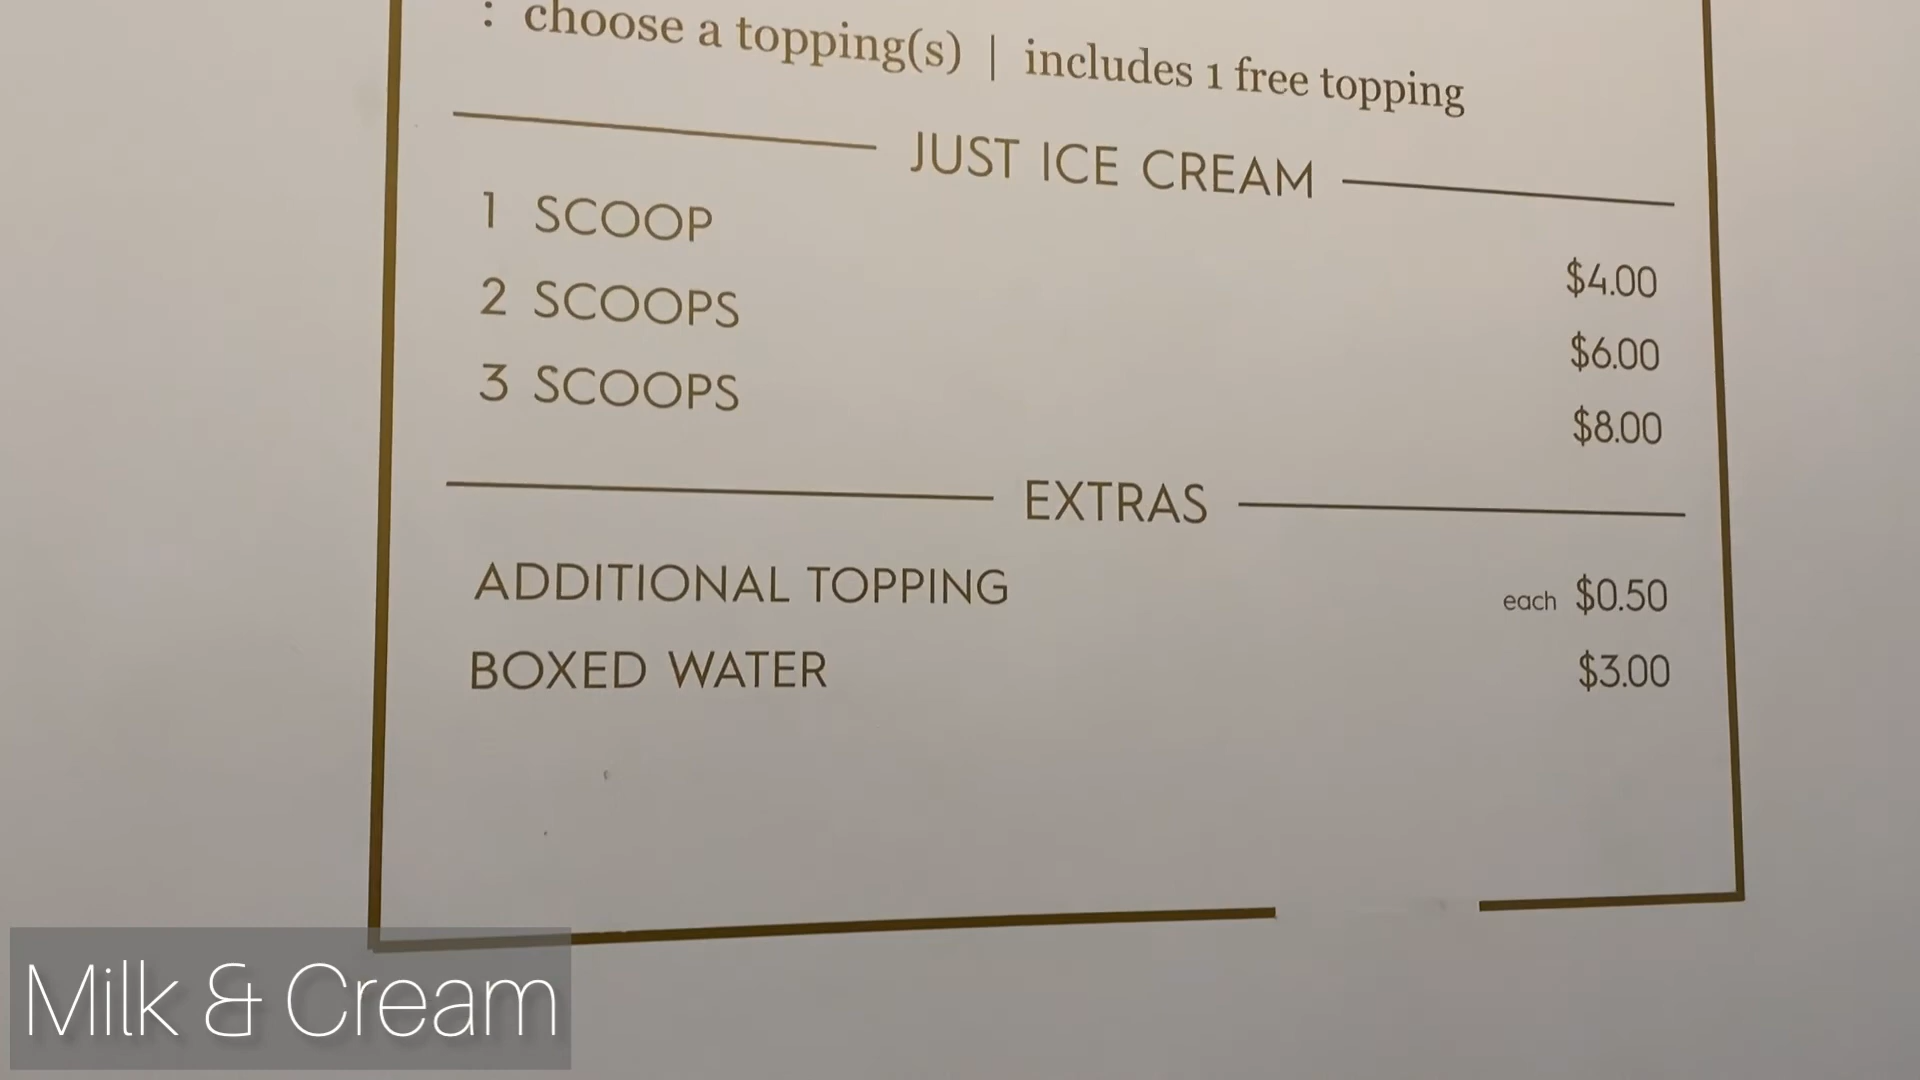 : choose a topping(s) | includes 1 free topping
JUST ICE CREAM
1 SCOOP $4.00
2 SCOOPS $6.00
3 SCOOPS $8.00
EXTRAS
ADDITIONAL TOPPING each $0.50
BOXED WATER $3.00
Milk & Cream